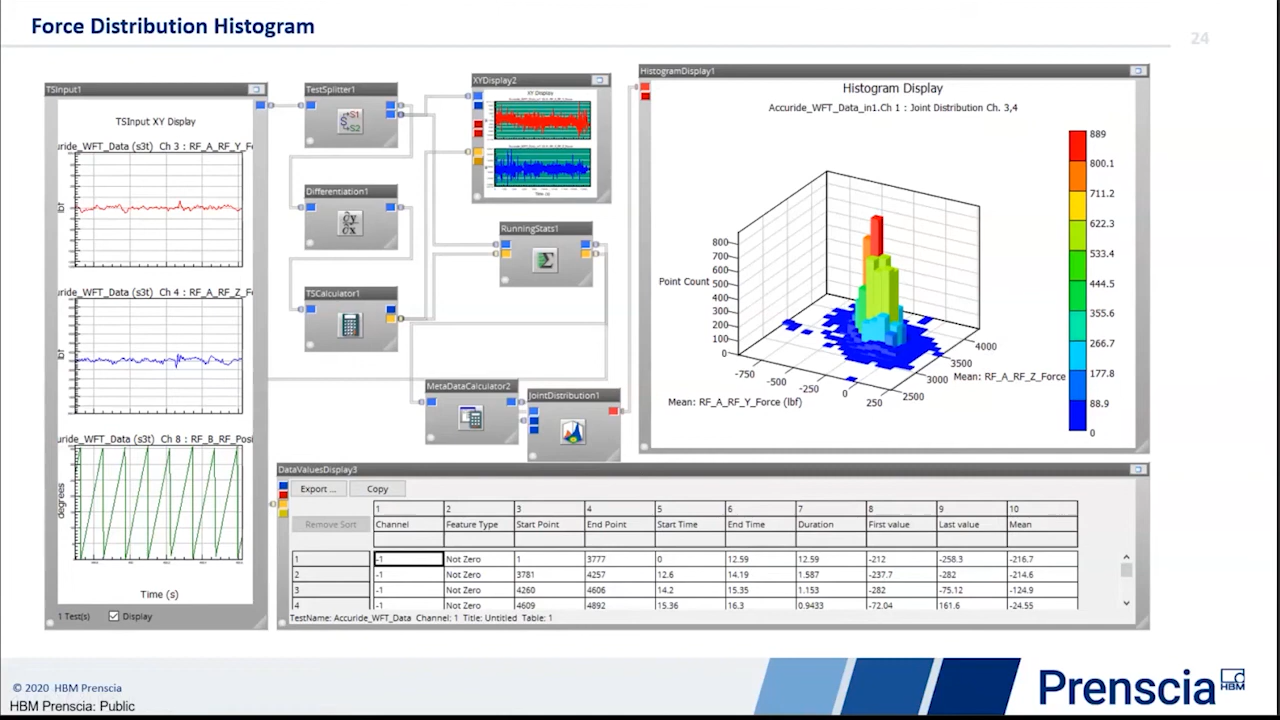 Force Distribution Histogram
24
TSInput1
TSInput XY Display
uride_WFT_Data (s3t) Ch 3 : RF_A_RF_Y_Fo
lbf
uride_WFT_Data (s3t) Ch 4 : RF_A_RF_Z_Fo
lbf
uride_WFT_Data (s3t) Ch 8 : RF_B_RF_Posi
degrees
Time (s)
1 Test(s)
Display
TestSplitter1
S1
S2
Differentiation1
TSCalculator1
XYDisplay2
XY Display
Time (s)
RunningStats1
MetaDataCalculator2
JointDistribution1
HistogramDisplay1
Histogram Display
Accuride_WFT_Data_in1.Ch 1 : Joint Distribution Ch. 3,4
Point Count
800
700
600
500
400
300
200
100
0
-750
-500
-250
0
250
2500
3000
3500
4000
Mean: RF_A_RF_Y_Force (lbf)
Mean: RF_A_RF_Z_Force
889
800.1
711.2
622.3
533.4
444.5
355.6
266.7
177.8
88.9
0
DataValuesDisplay3
Export ... Copy
Remove Sort
1 2 3 4 5 6 7 8 9 10
Channel Feature Type Start Point End Point Start Time End Time Duration First value Last value Mean
1 -1 Not Zero 1 3777 0 12.59 12.59 -212 -258.3 -216.7
2 -1 Not Zero 3781 4257 12.6 14.19 1.587 -237.7 -282 -214.6
3 -1 Not Zero 4260 4606 14.2 15.35 1.153 -282 -75.12 -124.9
4 -1 Not Zero 4609 4892 15.36 16.3 0.9433 -72.04 161.6 -24.55
TestName: Accuride_WFT_Data Channel: 1 Title: Untitled Table: 1
© 2020 HBM Prenscia
HBM Prenscia: Public
Prenscia
HBM